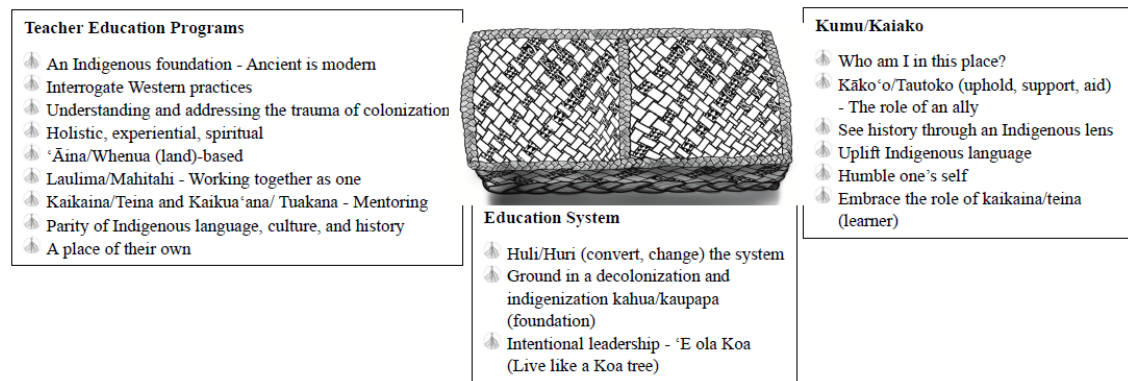 Teacher Education Programs
An Indigenous foundation - Ancient is modern
Interrogate Western practices
Understanding and addressing the trauma of colonization
Holistic, experiential, spiritual
ʻĀina/Whenua (land)-based
Laulima/Mahitahi - Working together as one
Kaikaina/Teina and Kaikuaʻana/ Tuakana - Mentoring
Parity of Indigenous language, culture, and history
A place of their own
Education System
Huli/Huri (convert, change) the system
Ground in a decolonization and
indigenization kahua/kaupapa
(foundation)
Intentional leadership - ʻE ola Koa
(Live like a Koa tree)
Kumu/Kaiako
Who am I in this place?
Kākoʻo/Tautoko (uphold, support, aid)
- The role of an ally
See history through an Indigenous lens
Uplift Indigenous language
Humble one’s self
Embrace the role of kaikaina/teina
(learner)